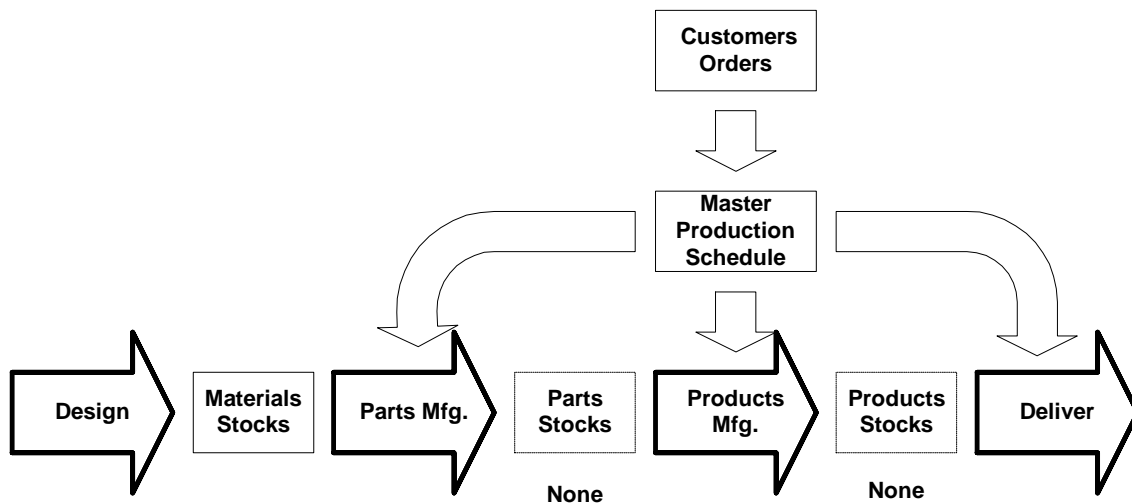 Customers
Orders
Master
Production
Schedule
Design
Materials
Stocks
Parts Mfg.
Parts
Stocks
Products
Mfg.
Products
Stocks
Deliver
None
None